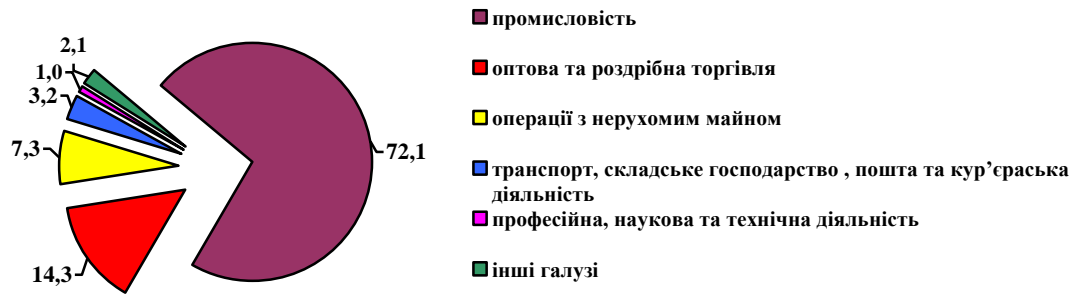 2,1
1,0
3,2
7,3
14,3
72,1
промисловість
оптова та роздрібна торгівля
операції з нерухомим майном
транспорт, складське господарство , пошта та кур’єраська
діяльність
професійна, наукова та технічна діяльність
інші галузі